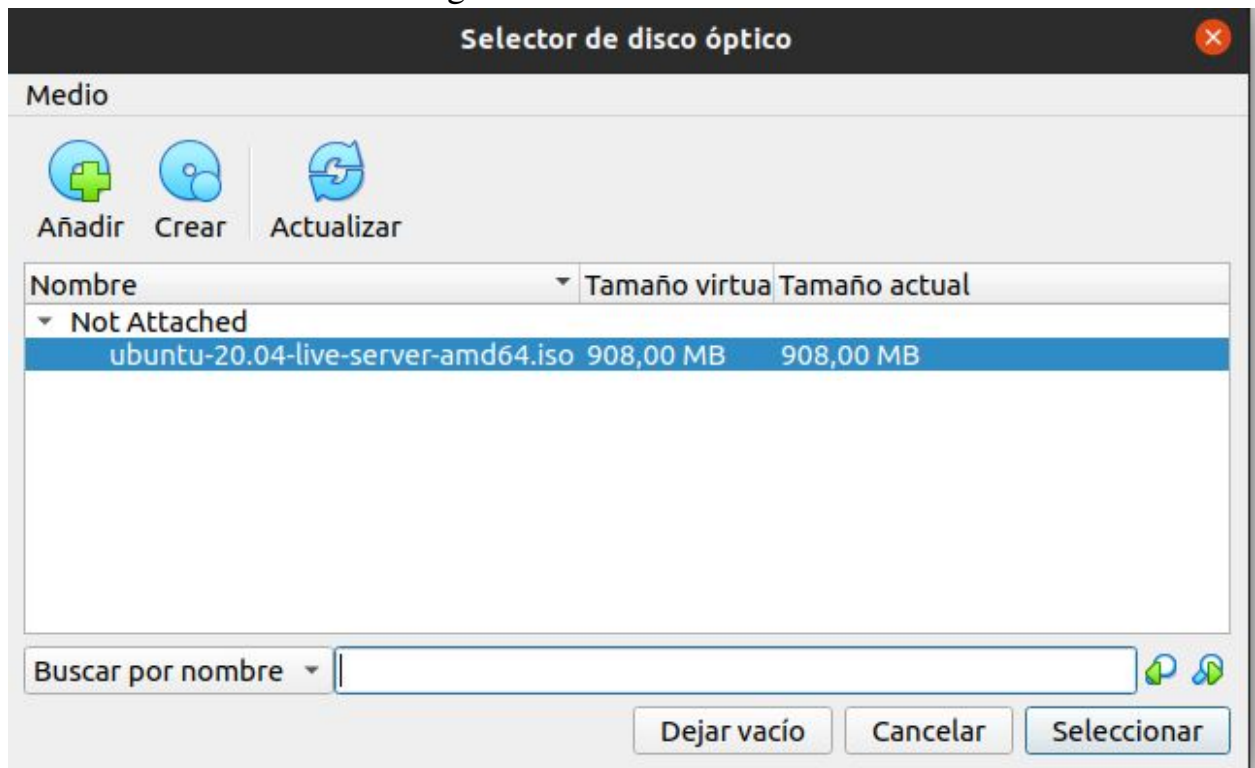 Selector de disco óptico
Medio
Añadir Crear Actualizar
Nombre Tamaño virtua Tamaño actual
Not Attached
ubuntu-20.04-live-server-amd64.iso 908,00 MB 908,00 MB
Buscar por nombre
Dejar vacío Cancelar Seleccionar